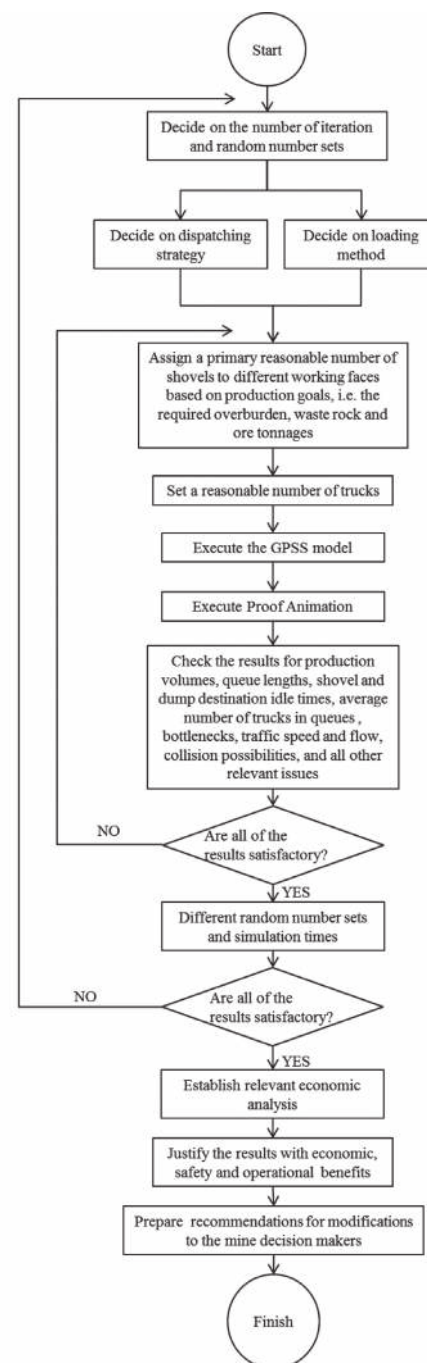 Start
Decide on the number of iteration
and random number sets
Decide on dispatching
strategy
Decide on loading
method
Assign a primary reasonable number of
shovels to different working faces
based on production goals, i.e. the
required overburden, waste rock and
ore tonnages
Set a reasonable number of trucks
Execute the GPSS model
Execute Proof Animation
Check the results for production
volumes, queue lengths, shovel and
dump destination idle times, average
number of trucks in queues ,
bottlenecks, traffic speed and flow,
collision possibilities, and all other
relevant issues
NO
Are all of the
results satisfactory?
YES
Different random number sets
and simulation times
NO
Are all of the
results satisfactory?
YES
Establish relevant economic
analysis
Justify the results with economic,
safety and operational benefits
Prepare recommendations for modifications
to the mine decision makers
Finish